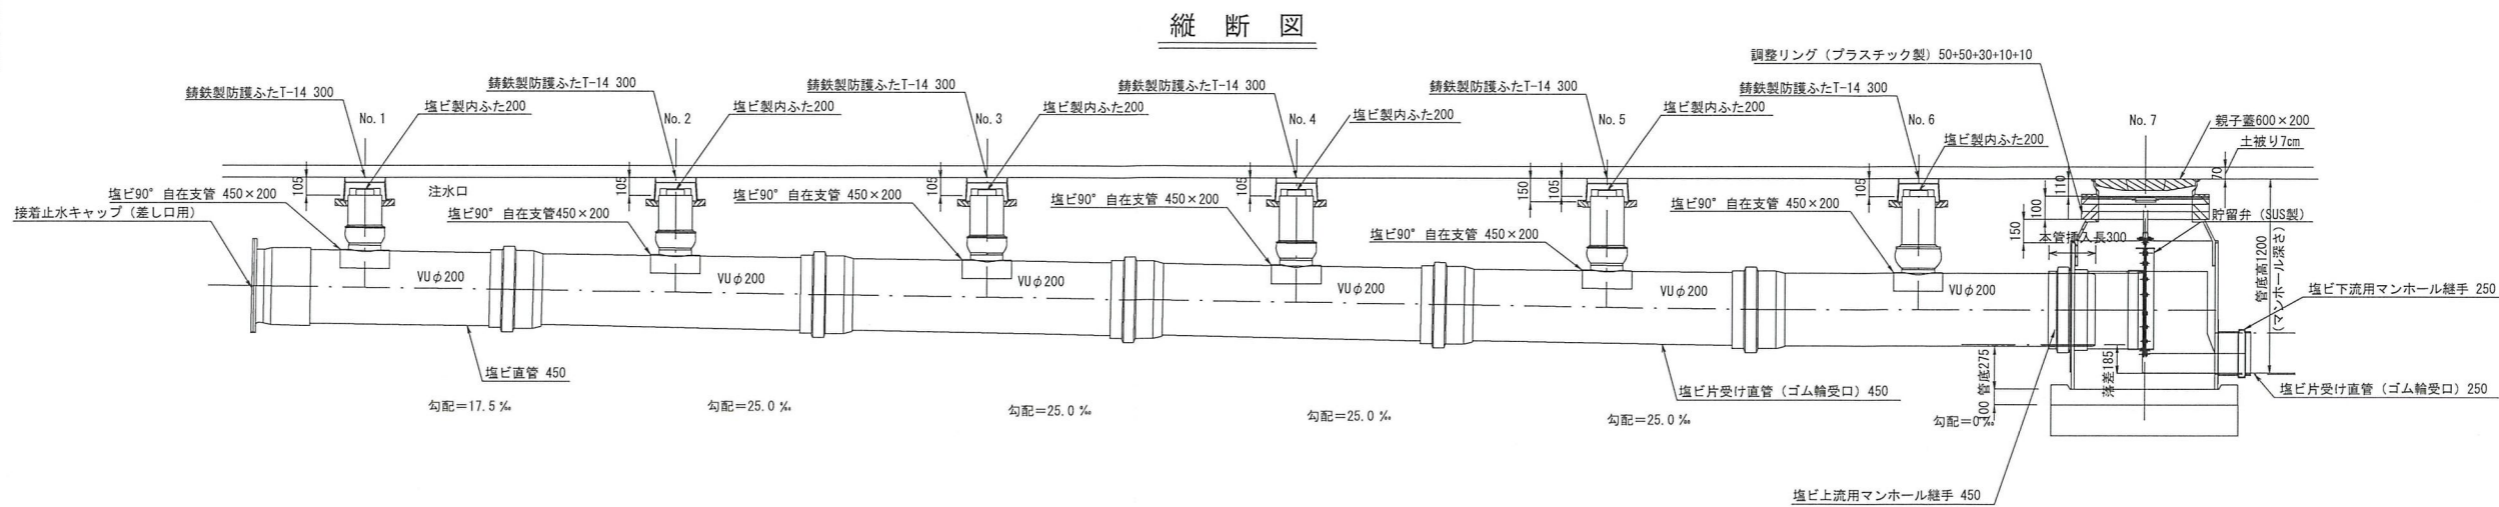 縦断図
調整リング（プラスチック製）50+50+30+10+10
鋳鉄製防護ふたT-14 300
鋳鉄製防護ふたT-14 300
鋳鉄製防護ふたT-14 300
鋳鉄製防護ふたT-14 300
鋳鉄製防護ふたT-14 300
鋳鉄製防護ふたT-14 300
塩ビ製内ふた200
塩ビ製内ふた200
塩ビ製内ふた200
塩ビ製内ふた200
塩ビ製内ふた200
塩ビ製内ふた200
No.1
No.2
No.3
No.4
No.5
No.6
No.7
親子蓋600×200
土被り7cm
105
105
105
105
150
105
105
110
70
100
150
注水口
塩ビ90°自在支管 450×200
塩ビ90°自在支管450×200
塩ビ90°自在支管 450×200
塩ビ90°自在支管 450×200
塩ビ90°自在支管 450×200
塩ビ90°自在支管 450×200
接着止水キャップ（差し口用）
貯留弁（SUS製）
本管挿入長300
管底高1200
（マンホール深さ）
VUφ200
VUφ200
VUφ200
VUφ200
VUφ200
VUφ200
塩ビ下流用マンホール継手 250
塩ビ直管 450
塩ビ片受け直管（ゴム輪受口）450
管底275
100
落差185
塩ビ片受け直管（ゴム輪受口）250
勾配＝17.5‰
勾配＝25.0‰
勾配＝25.0‰
勾配＝25.0‰
勾配＝25.0‰
勾配＝0‰
塩ビ上流用マンホール継手 450